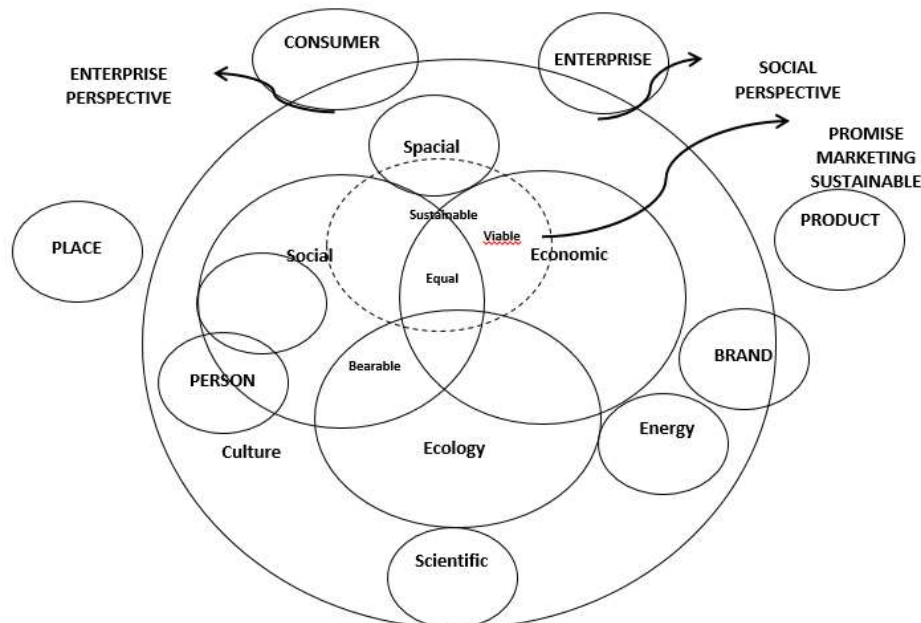 CONSUMER
ENTERPRISE
ENTERPRISE
PERSPECTIVE
SOCIAL
PERSPECTIVE
PROMISE
MARKETING
SUSTAINABLE
PRODUCT
Spacial
Sustainable
Viable
PLACE
Social
Economic
Equal
BRAND
Bearable
PERSON
Energy
Culture
Ecology
Scientific